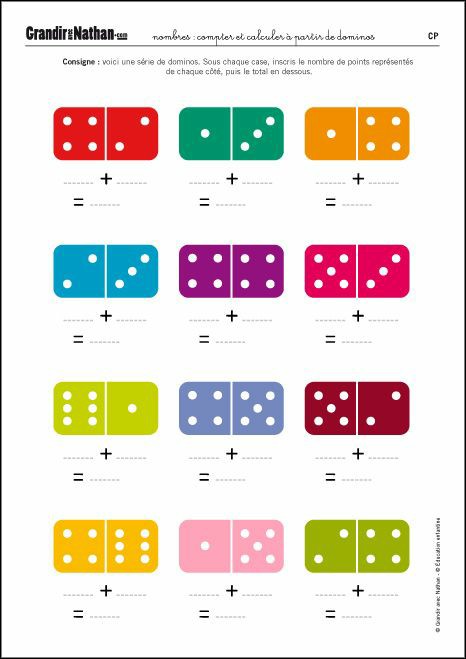 Grandir avec Nathan.com
nombres : compter et calculer à partir de dominos
CP
Consigne : voici une série de dominos. Sous chaque case, inscris le nombre de points représentés
de chaque côté, puis le total en dessous.
+ + +
= = =
+ + +
= = =
+ + +
= = =
+ + +
= = =
© Grandir avec Nathan - © Éducation enfantine